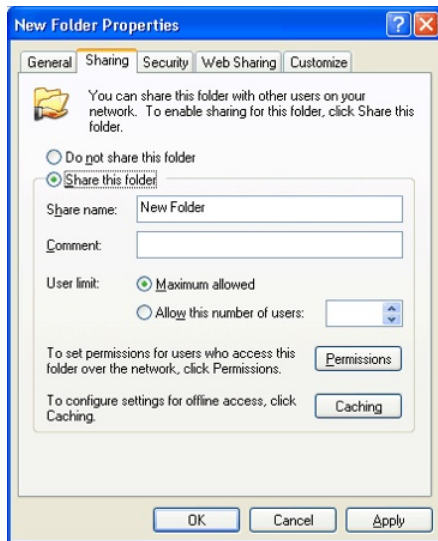 New Folder Properties
General Sharing Security Web Sharing Customize
You can share this folder with other users on your
network. To enable sharing for this folder, click Share this
folder.
Do not share this folder
Share this folder
Share name: New Folder
Comment:
User limit: Maximum allowed
Allow this number of users:
To set permissions for users who access this
folder over the network, click Permissions.
Permissions
To configure settings for offline access, click
Caching.
Caching
OK Cancel Apply